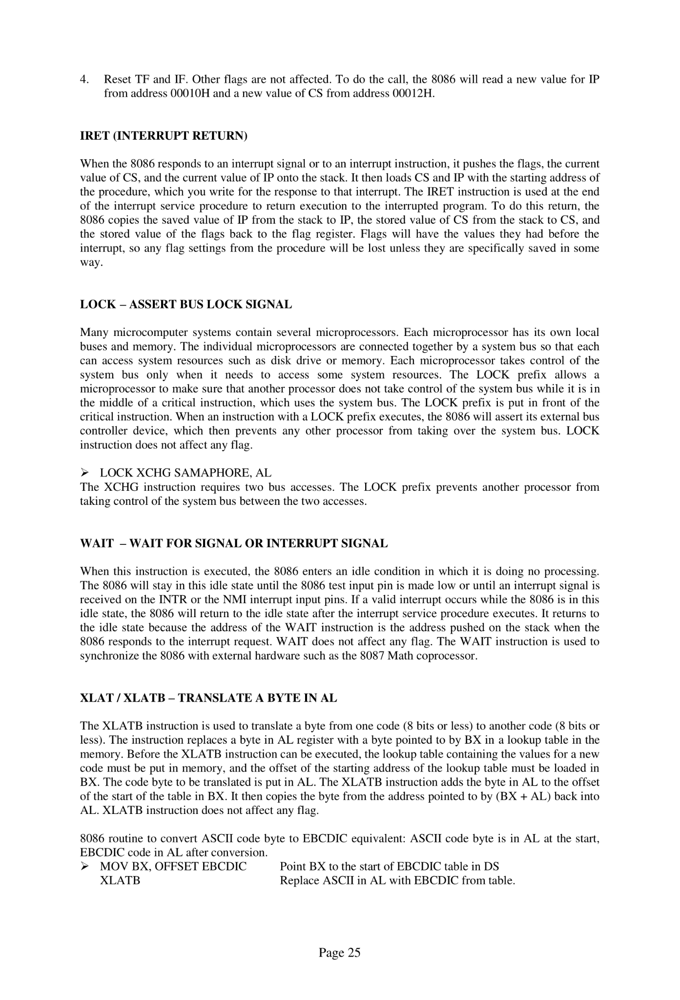 4. Reset TF and IF. Other flags are not affected. To do the call, the 8086 will read a new value for IP
from address 00010H and a new value of CS from address 00012H.
IRET (INTERRUPT RETURN)
When the 8086 responds to an interrupt signal or to an interrupt instruction, it pushes the flags, the current
value of CS, and the current value of IP onto the stack. It then loads CS and IP with the starting address of
the procedure, which you write for the response to that interrupt. The IRET instruction is used at the end
of the interrupt service procedure to return execution to the interrupted program. To do this return, the
8086 copies the saved value of IP from the stack to IP, the stored value of CS from the stack to CS, and
the stored value of the flags back to the flag register. Flags will have the values they had before the
interrupt, so any flag settings from the procedure will be lost unless they are specifically saved in some
way.
LOCK – ASSERT BUS LOCK SIGNAL
Many microcomputer systems contain several microprocessors. Each microprocessor has its own local
buses and memory. The individual microprocessors are connected together by a system bus so that each
can access system resources such as disk drive or memory. Each microprocessor takes control of the
system bus only when it needs to access some system resources. The LOCK prefix allows a
microprocessor to make sure that another processor does not take control of the system bus while it is in
the middle of a critical instruction, which uses the system bus. The LOCK prefix is put in front of the
critical instruction. When an instruction with a LOCK prefix executes, the 8086 will assert its external bus
controller device, which then prevents any other processor from taking over the system bus. LOCK
instruction does not affect any flag.
➢ LOCK XCHG SAMAPHORE, AL
The XCHG instruction requires two bus accesses. The LOCK prefix prevents another processor from
taking control of the system bus between the two accesses.
WAIT – WAIT FOR SIGNAL OR INTERRUPT SIGNAL
When this instruction is executed, the 8086 enters an idle condition in which it is doing no processing.
The 8086 will stay in this idle state until the 8086 test input pin is made low or until an interrupt signal is
received on the INTR or the NMI interrupt input pins. If a valid interrupt occurs while the 8086 is in this
idle state, the 8086 will return to the idle state after the interrupt service procedure executes. It returns to
the idle state because the address of the WAIT instruction is the address pushed on the stack when the
8086 responds to the interrupt request. WAIT does not affect any flag. The WAIT instruction is used to
synchronize the 8086 with external hardware such as the 8087 Math coprocessor.
XLAT / XLATB – TRANSLATE A BYTE IN AL
The XLATB instruction is used to translate a byte from one code (8 bits or less) to another code (8 bits or
less). The instruction replaces a byte in AL register with a byte pointed to by BX in a lookup table in the
memory. Before the XLATB instruction can be executed, the lookup table containing the values for a new
code must be put in memory, and the offset of the starting address of the lookup table must be loaded in
BX. The code byte to be translated is put in AL. The XLATB instruction adds the byte in AL to the offset
of the start of the table in BX. It then copies the byte from the address pointed to by (BX + AL) back into
AL. XLATB instruction does not affect any flag.
8086 routine to convert ASCII code byte to EBCDIC equivalent: ASCII code byte is in AL at the start,
EBCDIC code in AL after conversion.
➢ MOV BX, OFFSET EBCDIC Point BX to the start of EBCDIC table in DS
XLATB Replace ASCII in AL with EBCDIC from table.
Page 25